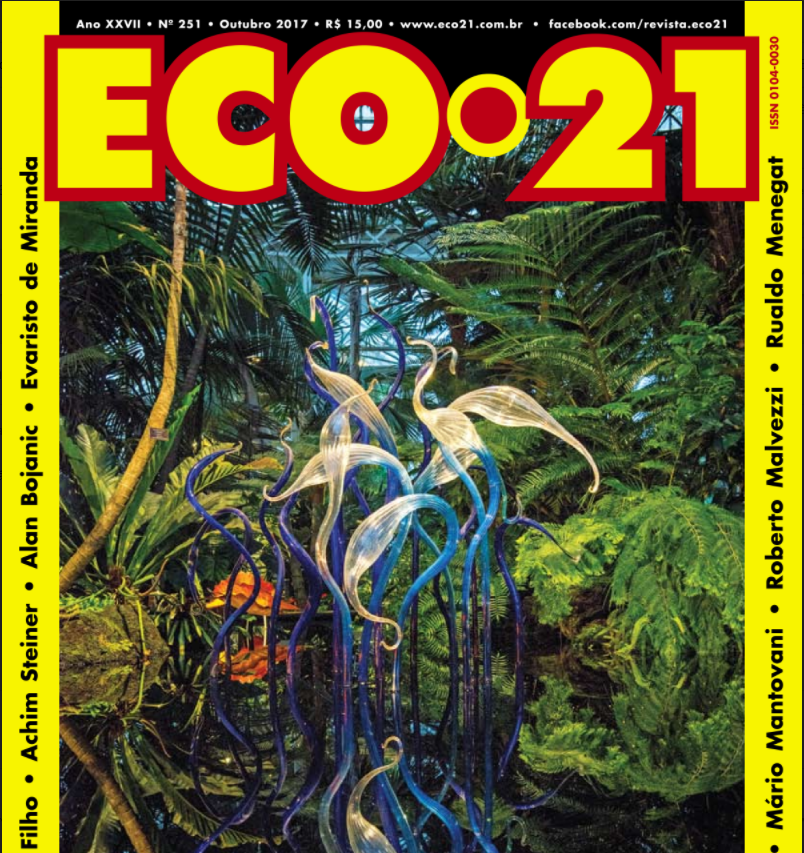 Ano XXVII • Nº 251 • Outubro 2017 • R$ 15,00 • www.eco21.com.br • facebook.com/revista.eco21
ECO•21
ISSN 0104-0030
Filho • Achim Steiner • Alan Bojanic • Evaristo de Miranda
• Mário Mantovani • Roberto Malvezzi • Rualdo Menegat